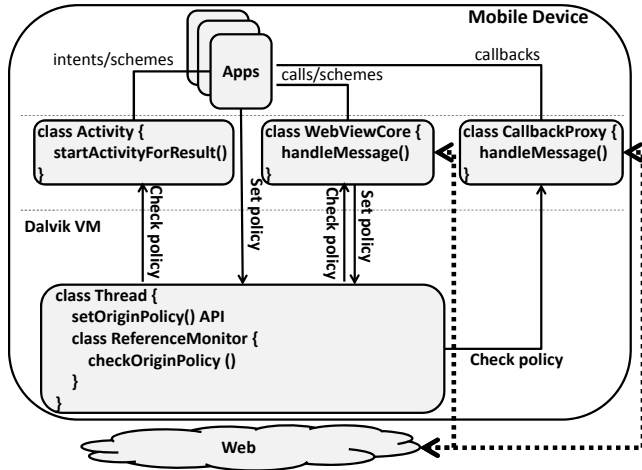 Mobile Device
intents/schemes
Apps
calls/schemes
callbacks
class Activity {
startActivityForResult()
}
class WebViewCore {
handleMessage()
}
class CallbackProxy {
handleMessage()
}
Check policy
Set policy
Check policy
Set policy
Dalvik VM
class Thread {
setOriginPolicy() API
class ReferenceMonitor {
checkOriginPolicy ()
}
}
Check policy
Web